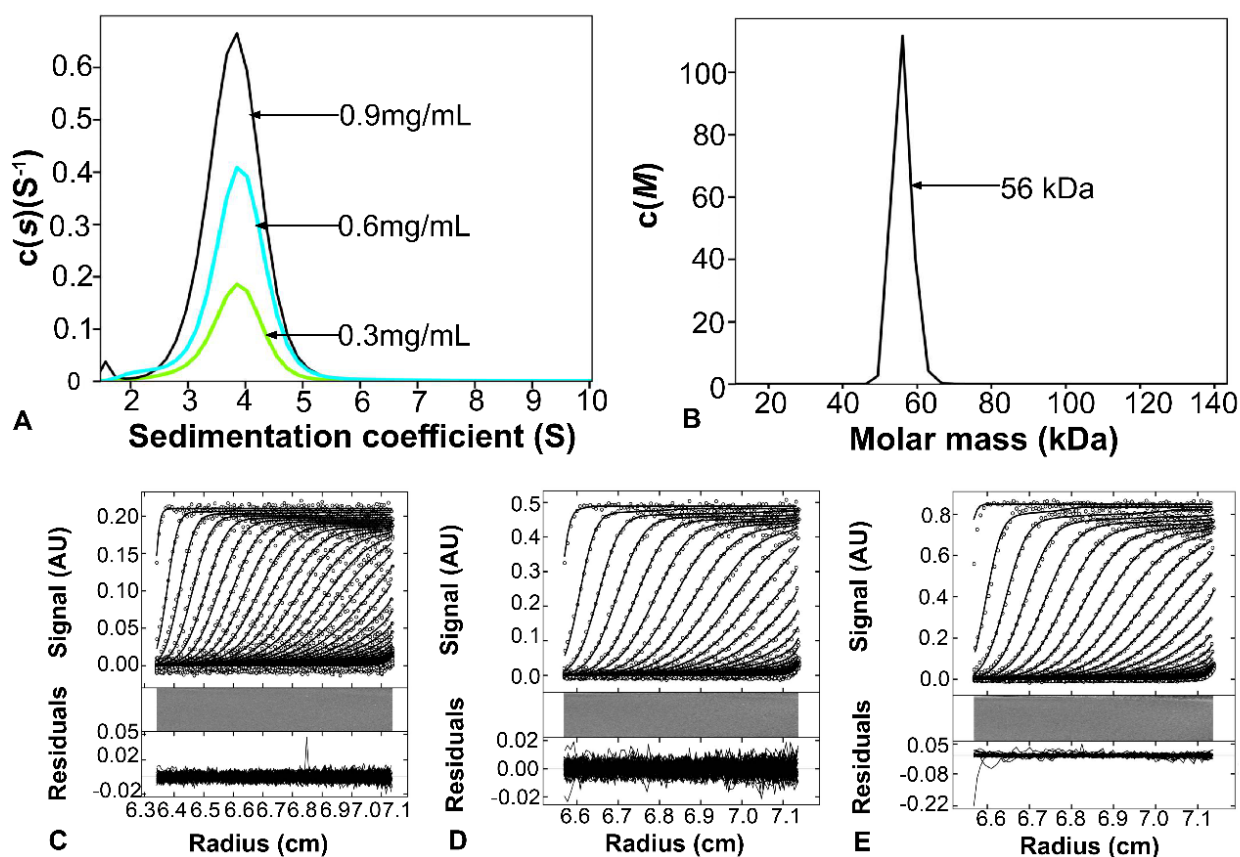 c(s)(S⁻¹)
0.6
0.5
0.4
0.3
0.2
0.1
0
0.9mg/mL
0.6mg/mL
0.3mg/mL
2 3 4 5 6 7 8 9 10
A
Sedimentation coefficient (S)
c(M)
100
80
60
40
20
0
56 kDa
20 40 60 80 100 120 140
B
Molar mass (kDa)
Signal (AU)
0.20
0.15
0.10
0.05
0.00
Residuals
0.05
0.02
-0.02
6.3 6.4 6.5 6.6 6.7 6.8 6.9 7.0 7.1
C
Radius (cm)
Signal (AU)
0.5
0.4
0.3
0.2
0.1
0.0
Residuals
0.02
0.00
-0.02
6.6 6.7 6.8 6.9 7.0 7.1
D
Radius (cm)
Signal (AU)
0.8
0.6
0.4
0.2
0.0
Residuals
0.05
-0.08
-0.22
6.6 6.7 6.8 6.9 7.0 7.1
E
Radius (cm)